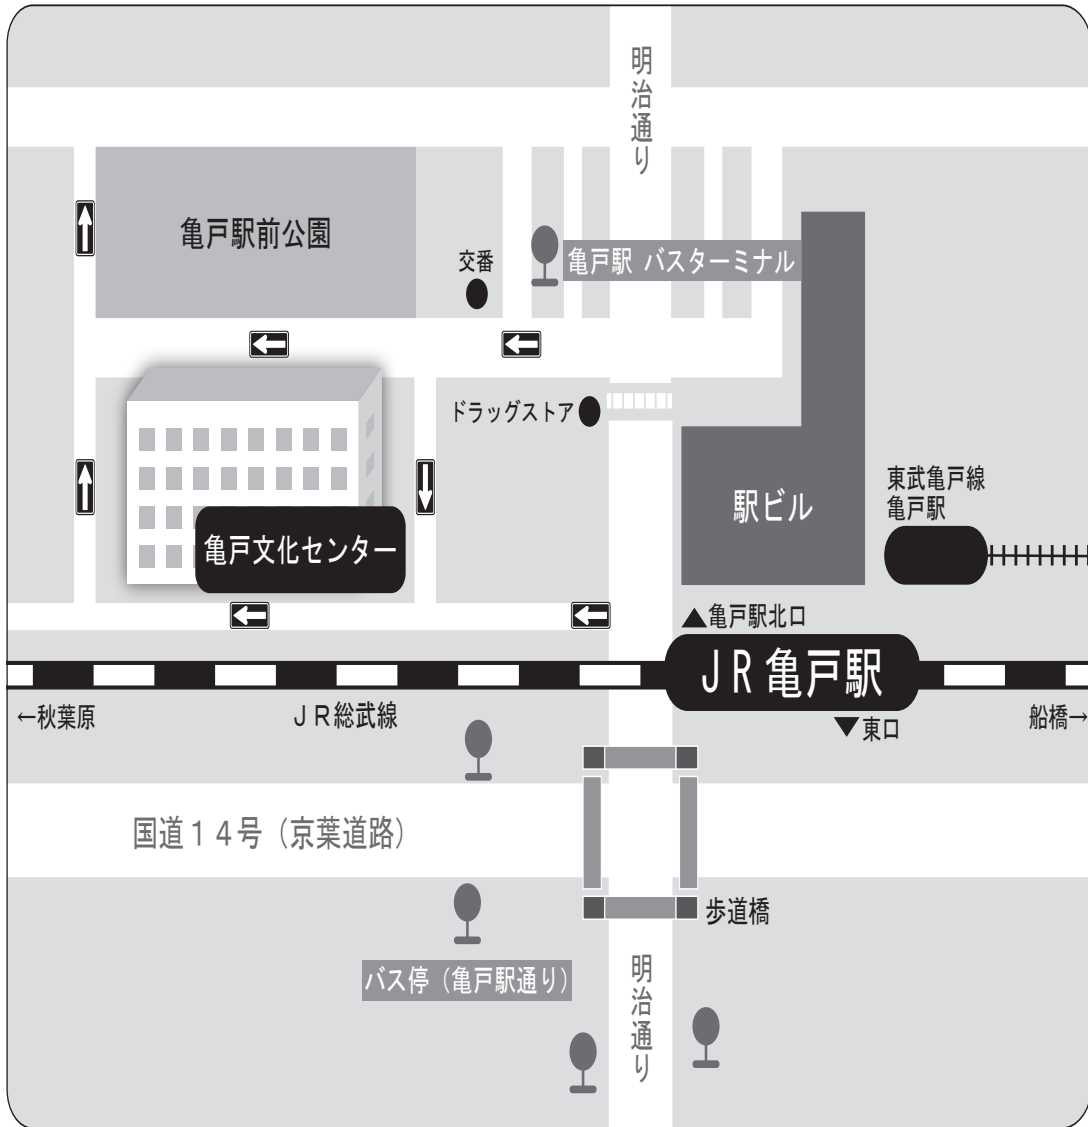 明治通り
亀戸駅前公園
交番
亀戸駅 バスターミナル
ドラッグストア
駅ビル
東武亀戸線
亀戸駅
亀戸文化センター
▲亀戸駅北口
ＪＲ亀戸駅
←秋葉原
ＪＲ総武線
▼東口
船橋→
国道１４号（京葉道路）
歩道橋
バス停（亀戸駅通り）
明治通り